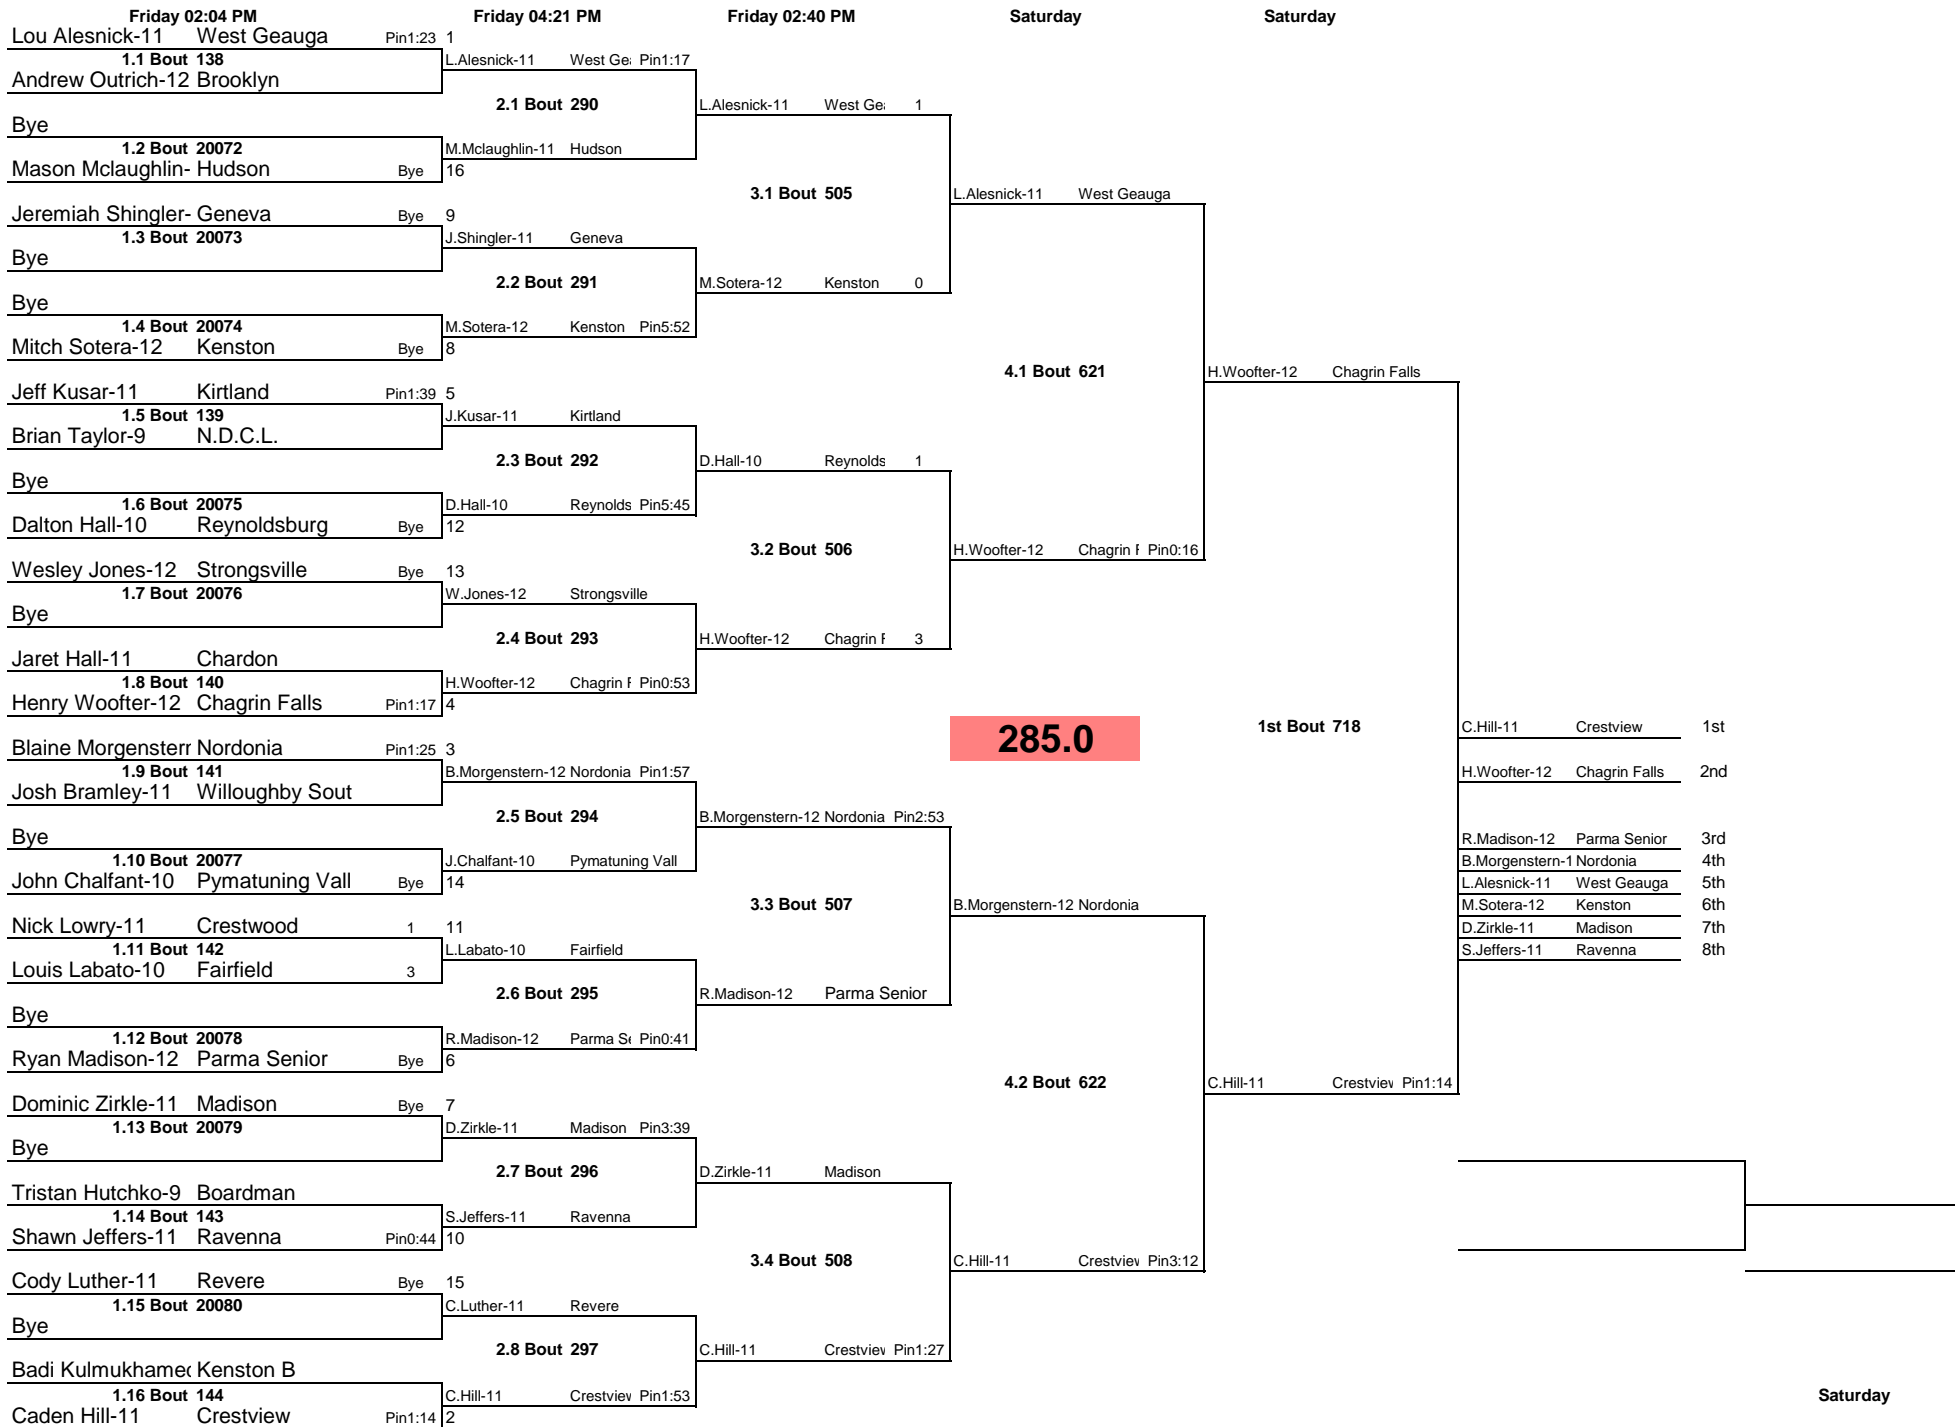 Friday 02:04 PM Friday 04:21 PM Friday 02:40 PM Saturday Saturday
Lou Alesnick-11 West Geauga Pin1:23 1
1.1 Bout 138 L.Alesnick-11 West Gea Pin1:17
Andrew Outrich-12 Brooklyn
2.1 Bout 290 L.Alesnick-11 West Gea 1
Bye
1.2 Bout 20072 M.Mclaughlin-11 Hudson
Mason Mclaughlin- Hudson Bye 16
3.1 Bout 505 L.Alesnick-11 West Geauga
Jeremiah Shingler- Geneva Bye 9
1.3 Bout 20073 J.Shingler-11 Geneva
Bye
2.2 Bout 291 M.Sotera-12 Kenston 0
Bye
1.4 Bout 20074 M.Sotera-12 Kenston Pin5:52
Mitch Sotera-12 Kenston Bye 8
4.1 Bout 621 H.Woofter-12 Chagrin Falls
Jeff Kusar-11 Kirtland Pin1:39 5
1.5 Bout 139 J.Kusar-11 Kirtland
Brian Taylor-9 N.D.C.L.
2.3 Bout 292 D.Hall-10 Reynolds 1
Bye
1.6 Bout 20075 D.Hall-10 Reynolds Pin5:45
Dalton Hall-10 Reynoldsburg Bye 12
3.2 Bout 506 H.Woofter-12 Chagrin F Pin0:16
Wesley Jones-12 Strongsville Bye 13
1.7 Bout 20076 W.Jones-12 Strongsville
Bye
2.4 Bout 293 H.Woofter-12 Chagrin F 3
Jaret Hall-11 Chardon
1.8 Bout 140 H.Woofter-12 Chagrin F Pin0:53
Henry Woofter-12 Chagrin Falls Pin1:17 4
285.0 1st Bout 718 C.Hill-11 Crestview 1st
Blaine Morgenstern Nordonia Pin1:25 3
1.9 Bout 141 B.Morgenstern-12 Nordonia Pin1:57 H.Woofter-12 Chagrin Falls 2nd
Josh Bramley-11 Willoughby Sout
2.5 Bout 294 B.Morgenstern-12 Nordonia Pin2:53
Bye R.Madison-12 Parma Senior 3rd
1.10 Bout 20077 J.Chalfant-10 Pymatuning Vall B.Morgenstern-1 Nordonia 4th
John Chalfant-10 Pymatuning Vall Bye 14 L.Alesnick-11 West Geauga 5th
3.3 Bout 507 B.Morgenstern-12 Nordonia M.Sotera-12 Kenston 6th
Nick Lowry-11 Crestwood 1 11 D.Zirkle-11 Madison 7th
1.11 Bout 142 L.Labato-10 Fairfield S.Jeffers-11 Ravenna 8th
Louis Labato-10 Fairfield 3
2.6 Bout 295 R.Madison-12 Parma Senior
Bye
1.12 Bout 20078 R.Madison-12 Parma Se Pin0:41
Ryan Madison-12 Parma Senior Bye 6
4.2 Bout 622 C.Hill-11 Crestview Pin1:14
Dominic Zirkle-11 Madison Bye 7
1.13 Bout 20079 D.Zirkle-11 Madison Pin3:39
Bye
2.7 Bout 296 D.Zirkle-11 Madison
Tristan Hutchko-9 Boardman
1.14 Bout 143 S.Jeffers-11 Ravenna
Shawn Jeffers-11 Ravenna Pin0:44 10
3.4 Bout 508 C.Hill-11 Crestview Pin3:12
Cody Luther-11 Revere Bye 15
1.15 Bout 20080 C.Luther-11 Revere
Bye
2.8 Bout 297 C.Hill-11 Crestview Pin1:27
Badi Kulmukhamed Kenston B
1.16 Bout 144 C.Hill-11 Crestview Pin1:53 Saturday
Caden Hill-11 Crestview Pin1:14 2